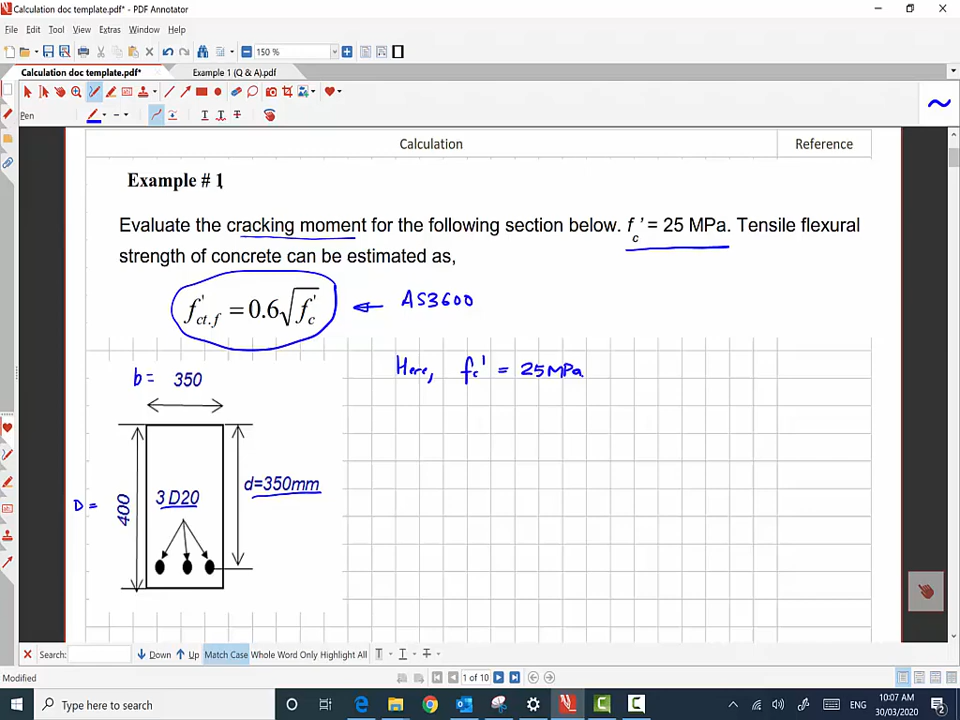 Calculation doc template.pdf* - PDF Annotator
File Edit Tool View Extras Window Help
150 %
Calculation doc template.pdf* Example 1 (Q & A).pdf
Pen
Calculation Reference
Example # 1
Evaluate the cracking moment for the following section below. fc' = 25 MPa. Tensile flexural
strength of concrete can be estimated as,
f'ct.f = 0.6√f'c ← AS3600
Here, fc' = 25MPa
b = 350
D = 400
3 D20
d=350mm
Search: Down Up Match Case Whole Word Only Highlight All
Modified 1 of 10
Type here to search
10:07 AM
30/03/2020
2